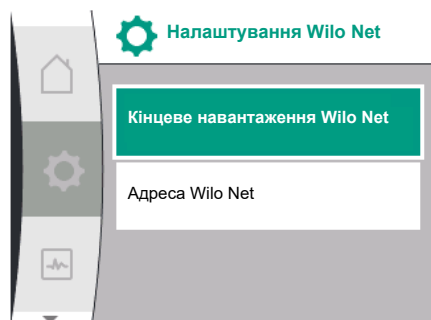 Налаштування Wilo Net
Кінцеве навантаження Wilo Net
Адреса Wilo Net